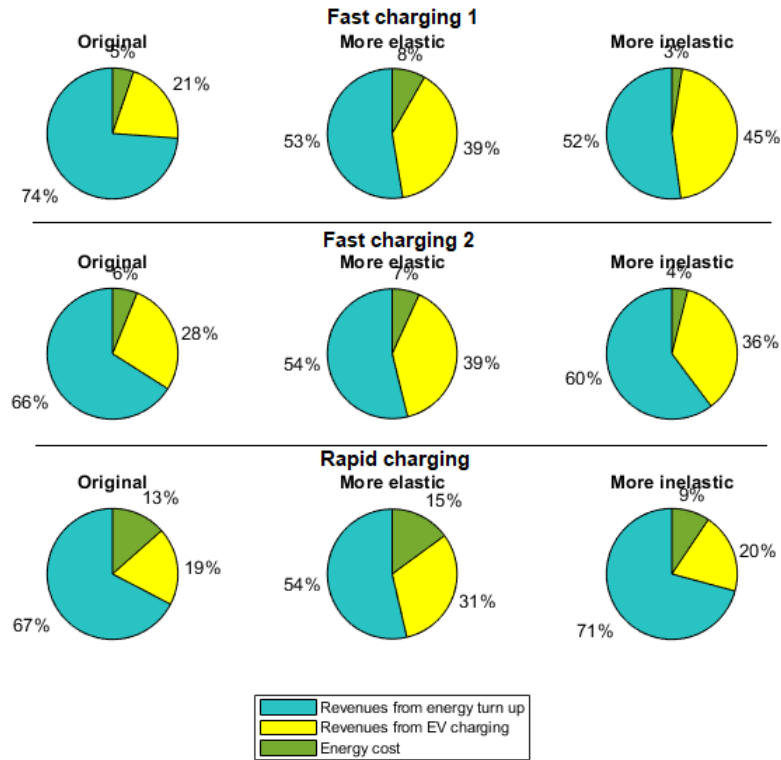 Fast charging 1
Original
More elastic
More inelastic
5%
8%
3%
21%
39%
45%
74%
53%
52%
Fast charging 2
Original
More elastic
More inelastic
6%
7%
4%
28%
39%
36%
66%
54%
60%
Rapid charging
Original
More elastic
More inelastic
13%
15%
9%
19%
31%
20%
67%
54%
71%
Revenues from energy turn up
Revenues from EV charging
Energy cost